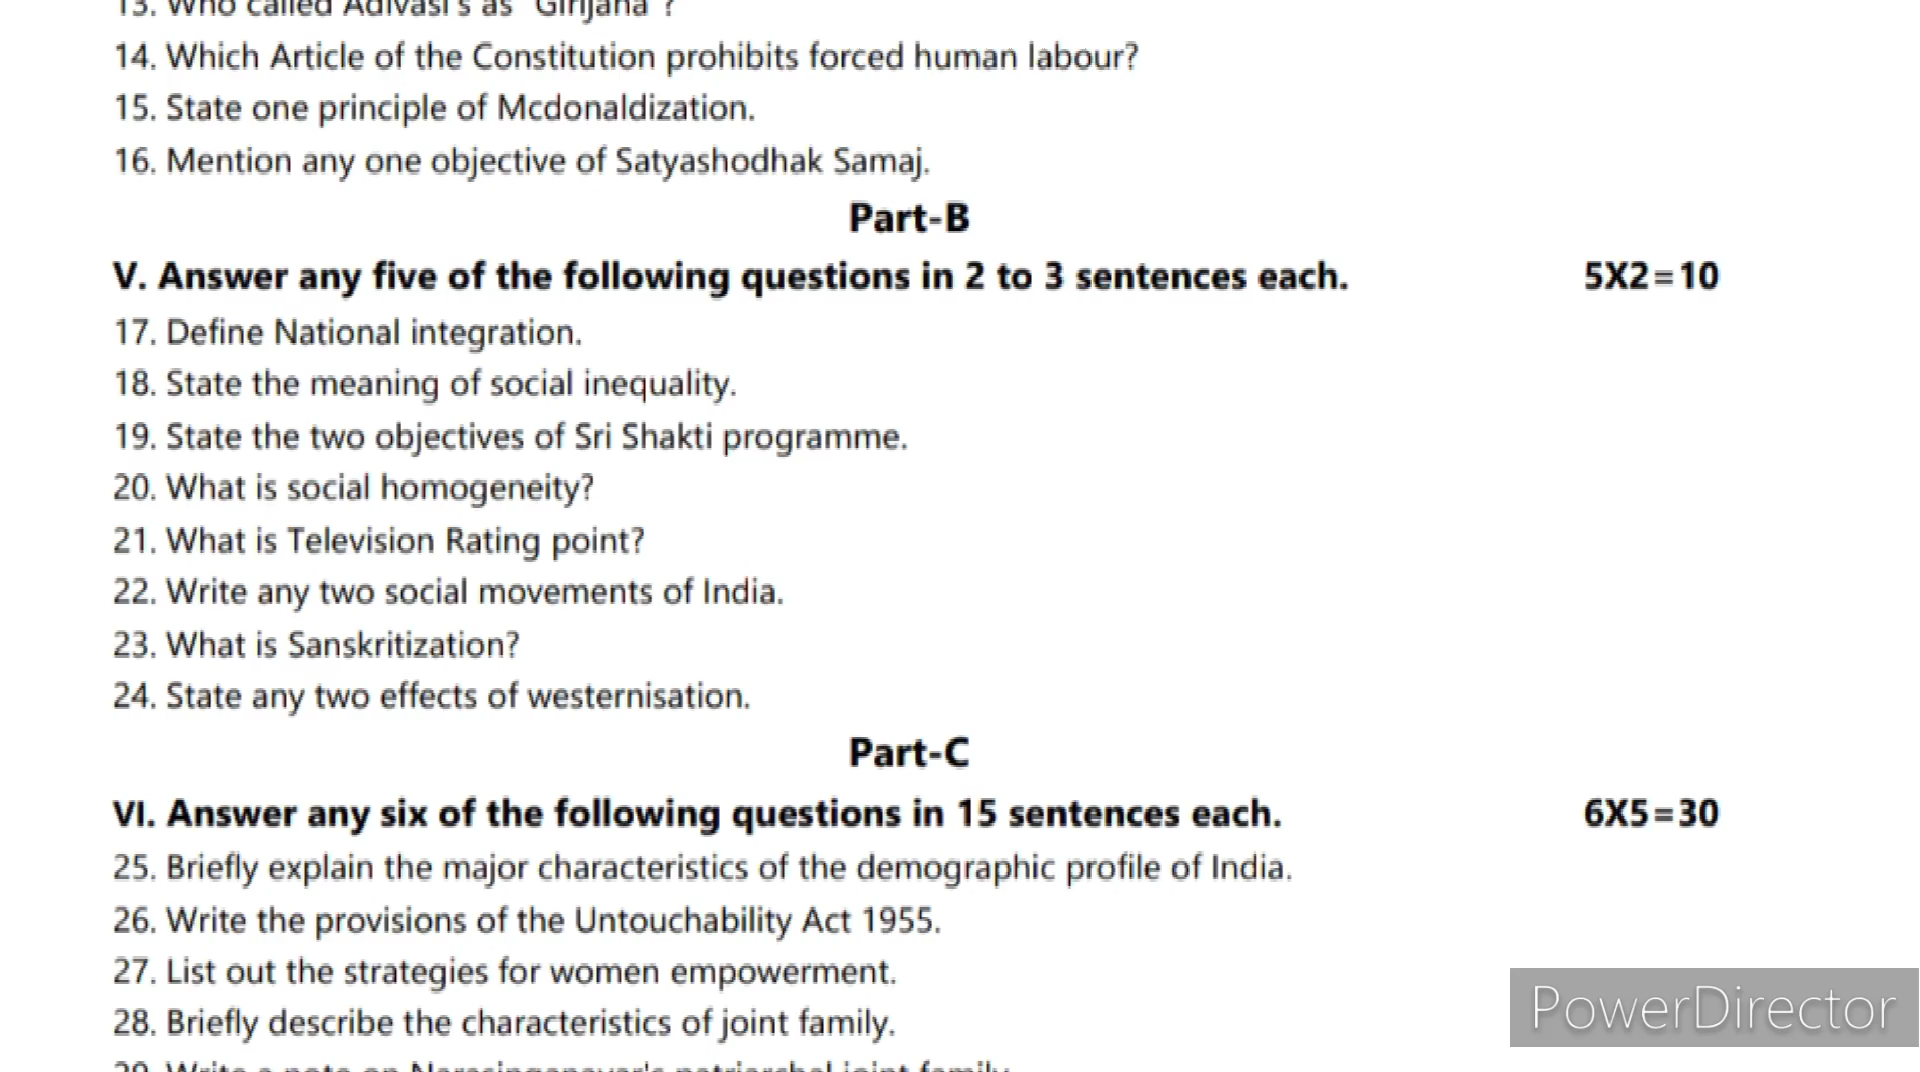 13. Who called Adivasi's as "Girijana"?
14. Which Article of the Constitution prohibits forced human labour?
15. State one principle of Mcdonaldization.
16. Mention any one objective of Satyashodhak Samaj.
Part-B
V. Answer any five of the following questions in 2 to 3 sentences each. 5X2=10
17. Define National integration.
18. State the meaning of social inequality.
19. State the two objectives of Sri Shakti programme.
20. What is social homogeneity?
21. What is Television Rating point?
22. Write any two social movements of India.
23. What is Sanskritization?
24. State any two effects of westernisation.
Part-C
VI. Answer any six of the following questions in 15 sentences each. 6X5=30
25. Briefly explain the major characteristics of the demographic profile of India.
26. Write the provisions of the Untouchability Act 1955.
27. List out the strategies for women empowerment.
28. Briefly describe the characteristics of joint family.
29. Write a note on patriarchal joint family.
PowerDirector